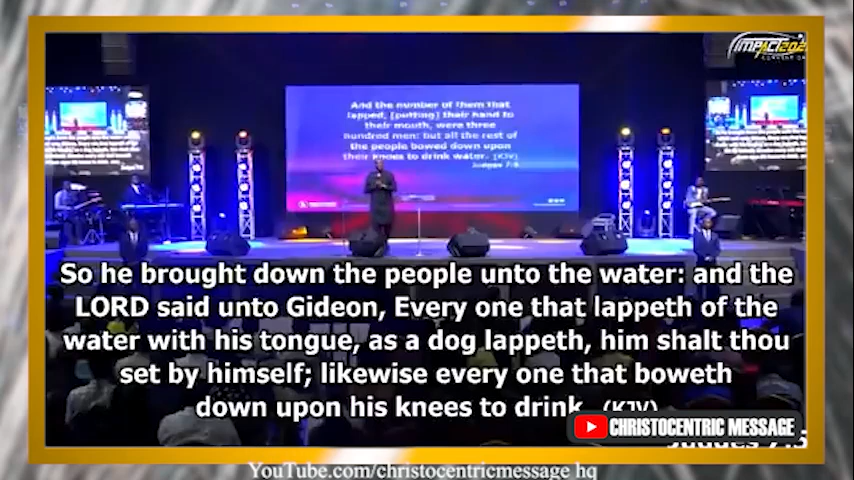 IMPACT202
And the number of them that
lapped, [putting] their hand to
their mouth, were three
hundred men: but all the rest of
the people bowed down upon
their knees to drink water. (KJV)
Judges 7:6
So he brought down the people unto the water: and the
LORD said unto Gideon, Every one that lappeth of the
water with his tongue, as a dog lappeth, him shalt thou
set by himself; likewise every one that boweth
down upon his knees to drink. (KJV)
Judges 7:5
CHRISTOCENTRIC MESSAGE
YouTube.com/christocentricmessage hq